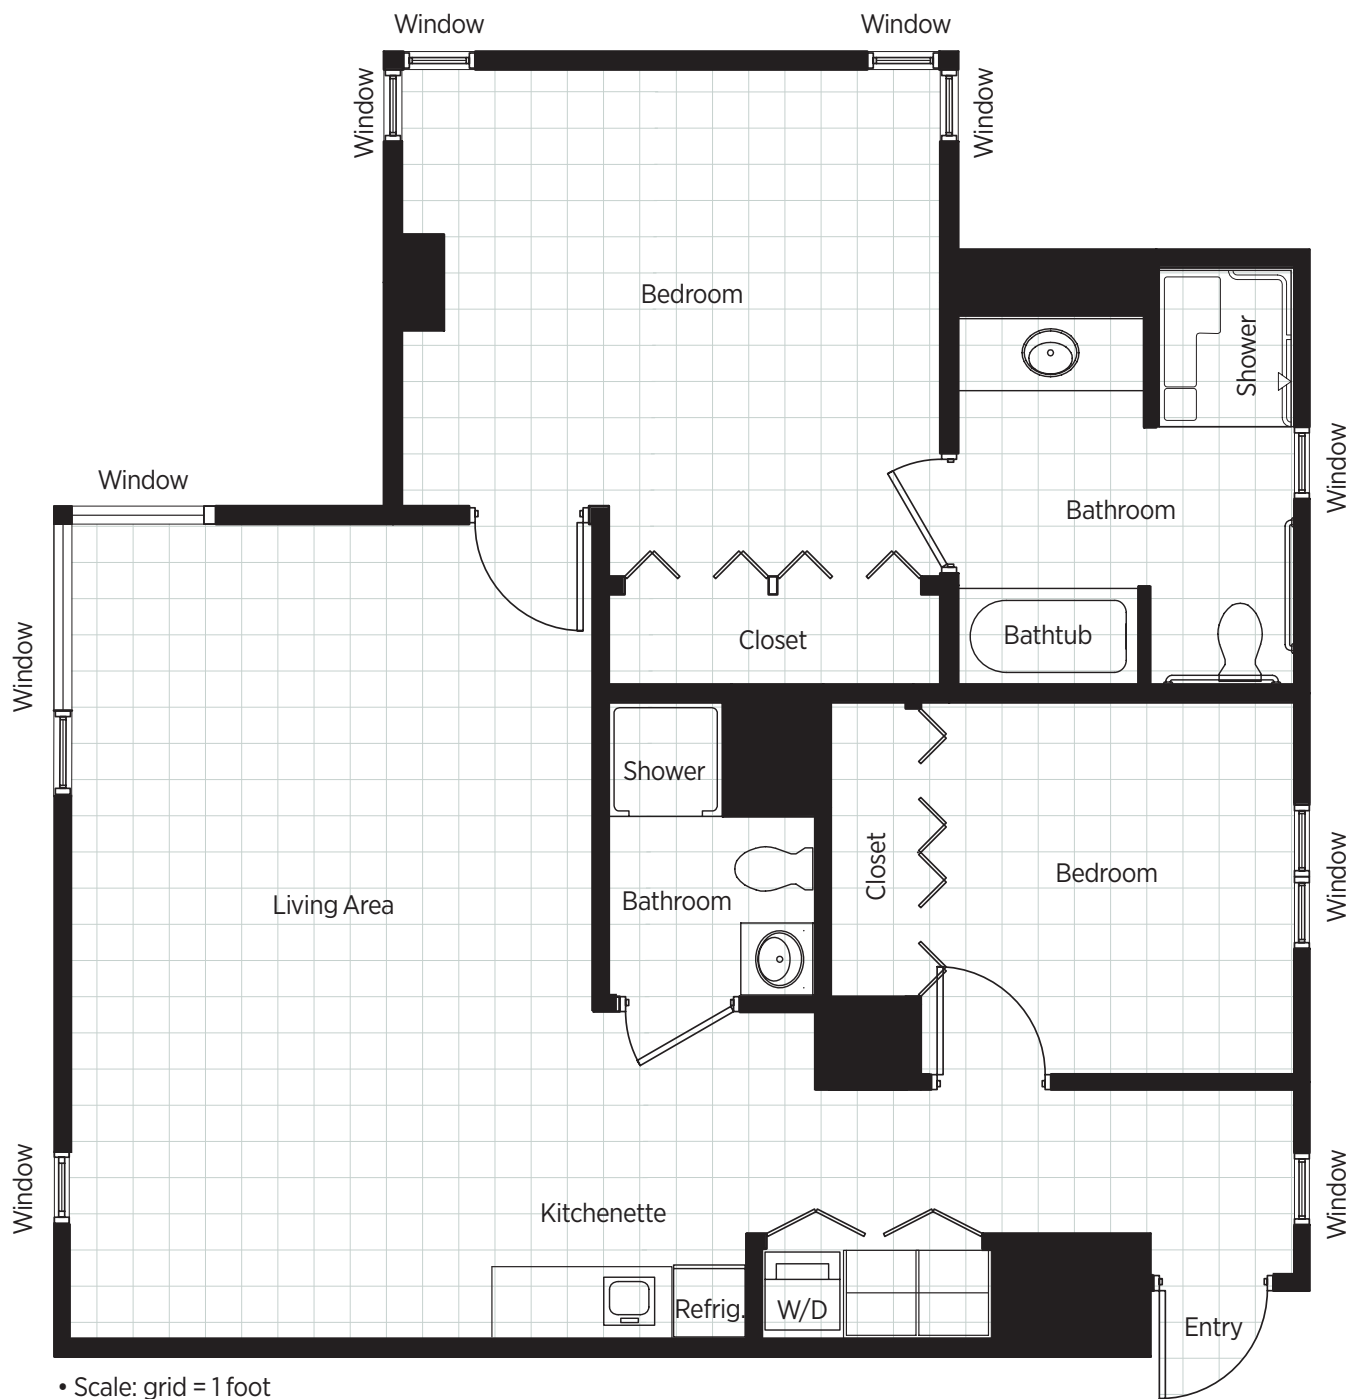 Window
Window
Window
Window
Bedroom
Shower
Window
Window
Bathroom
Window
Closet
Bathtub
Shower
Closet
Bedroom
Window
Bathroom
Living Area
Window
Window
Kitchenette
Refrig.
W/D
Entry
• Scale: grid = 1 foot